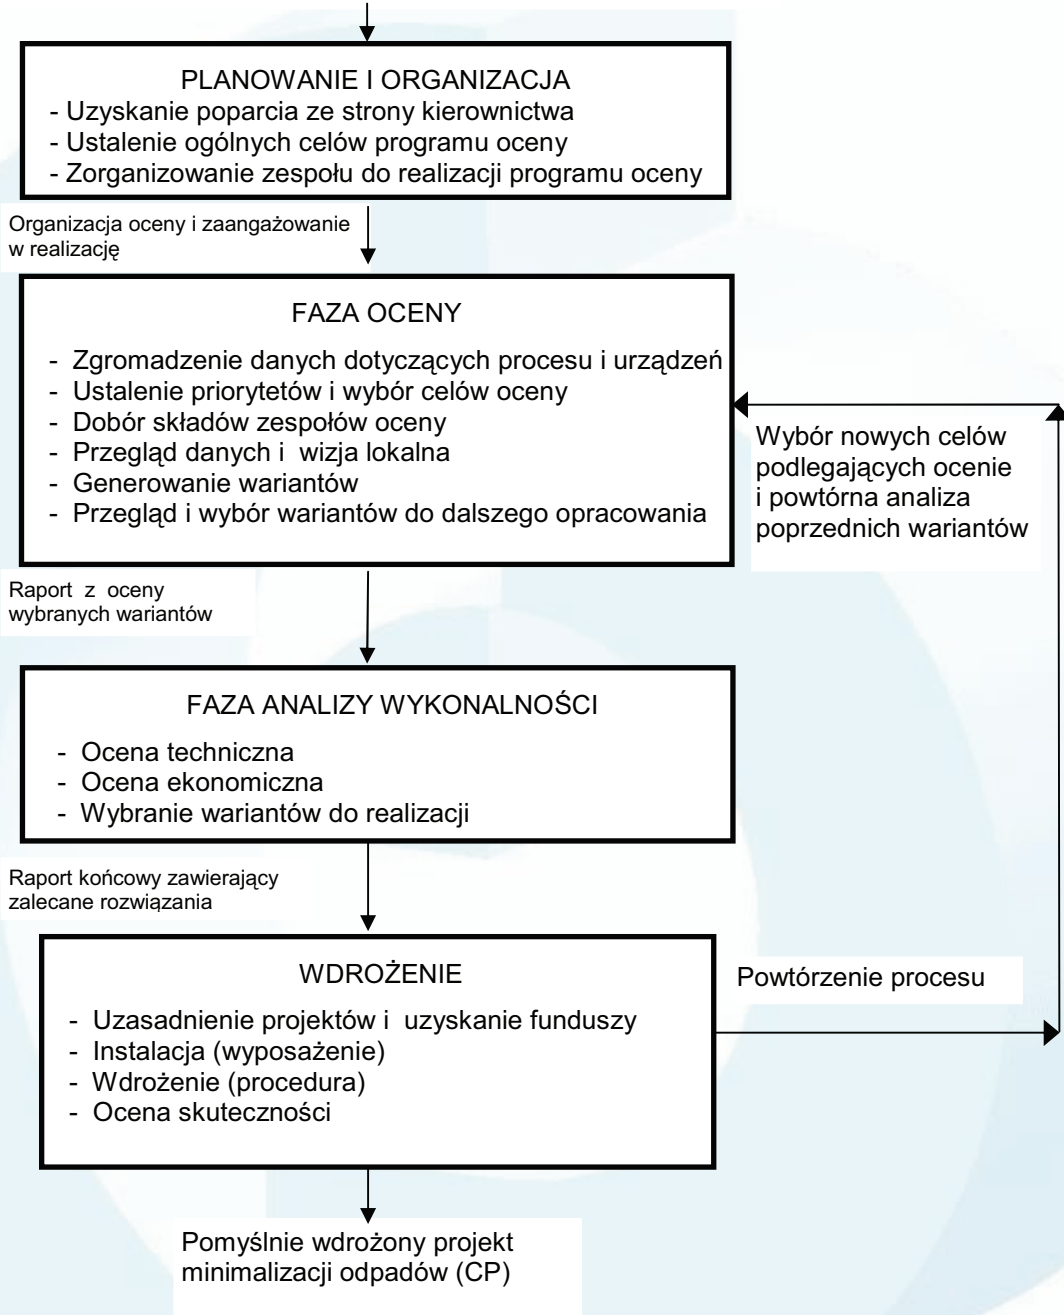 PLANOWANIE I ORGANIZACJA
- Uzyskanie poparcia ze strony kierownictwa
- Ustalenie ogólnych celów programu oceny
- Zorganizowanie zespołu do realizacji programu oceny
Organizacja oceny i zaangażowanie
w realizację
FAZA OCENY
- Zgromadzenie danych dotyczących procesu i urządzeń
- Ustalenie priorytetów i wybór celów oceny
- Dobór składów zespołów oceny
- Przegląd danych i wizja lokalna
- Generowanie wariantów
- Przegląd i wybór wariantów do dalszego opracowania
Wybór nowych celów
podlegających ocenie
i powtórna analiza
poprzednich wariantów
Raport z oceny
wybranych wariantów
FAZA ANALIZY WYKONALNOŚCI
- Ocena techniczna
- Ocena ekonomiczna
- Wybranie wariantów do realizacji
Raport końcowy zawierający
zalecane rozwiązania
WDROŻENIE
- Uzasadnienie projektów i uzyskanie funduszy
- Instalacja (wyposażenie)
- Wdrożenie (procedura)
- Ocena skuteczności
Powtórzenie procesu
Pomyślnie wdrożony projekt
minimalizacji odpadów (CP)